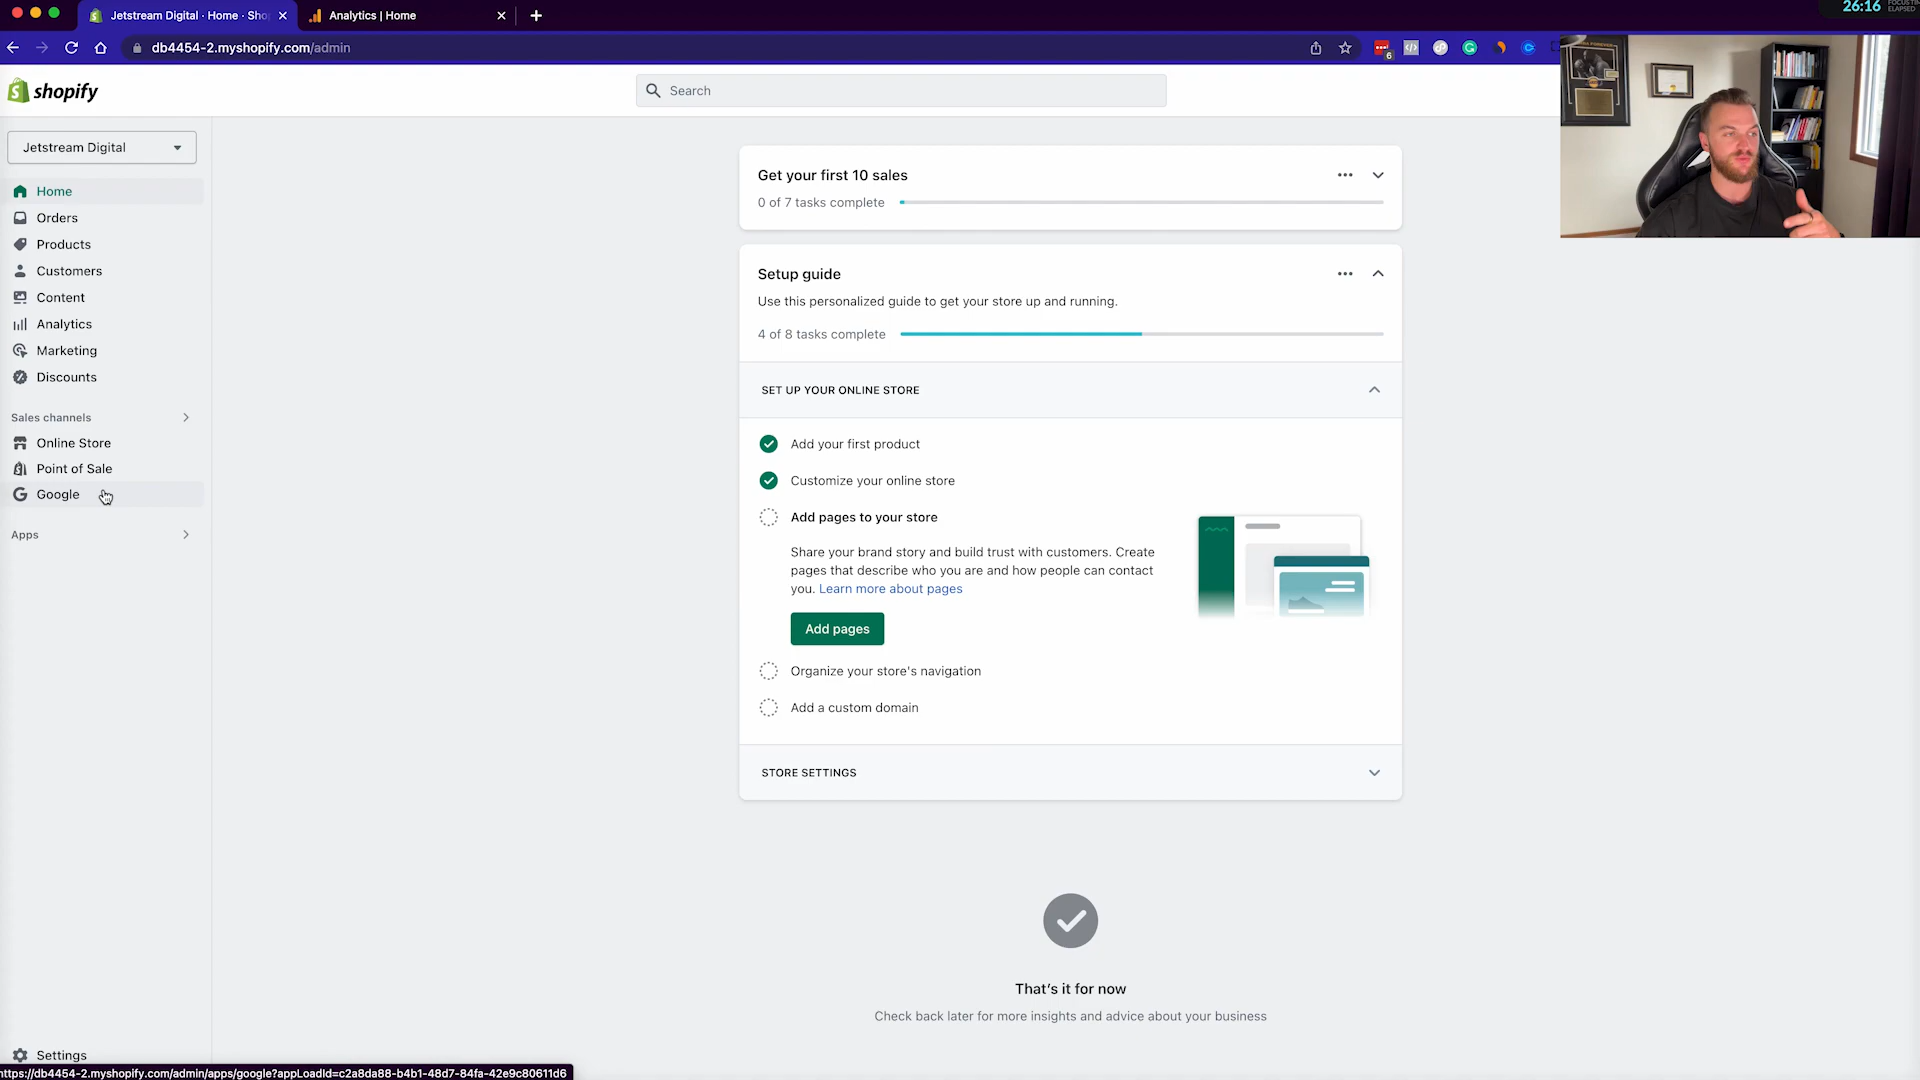 26:16
FOCUS TIME
ELAPSED
Jetstream Digital · Home · Sho
Analytics | Home
db4454-2.myshopify.com/admin
6
shopify
Search
Jetstream Digital
Home
Orders
Products
Customers
Content
Analytics
Marketing
Discounts
Sales channels
Online Store
Point of Sale
Google
Apps
Settings
Get your first 10 sales
0 of 7 tasks complete
Setup guide
Use this personalized guide to get your store up and running.
4 of 8 tasks complete
SET UP YOUR ONLINE STORE
Add your first product
Customize your online store
Add pages to your store
Share your brand story and build trust with customers. Create
pages that describe who you are and how people can contact
you. Learn more about pages
Add pages
Organize your store's navigation
Add a custom domain
STORE SETTINGS
That's it for now
Check back later for more insights and advice about your business
https://db4454-2.myshopify.com/admin/apps/google?appLoadId=c2a8da88-b4b1-48d7-84fa-42e9c80611d6